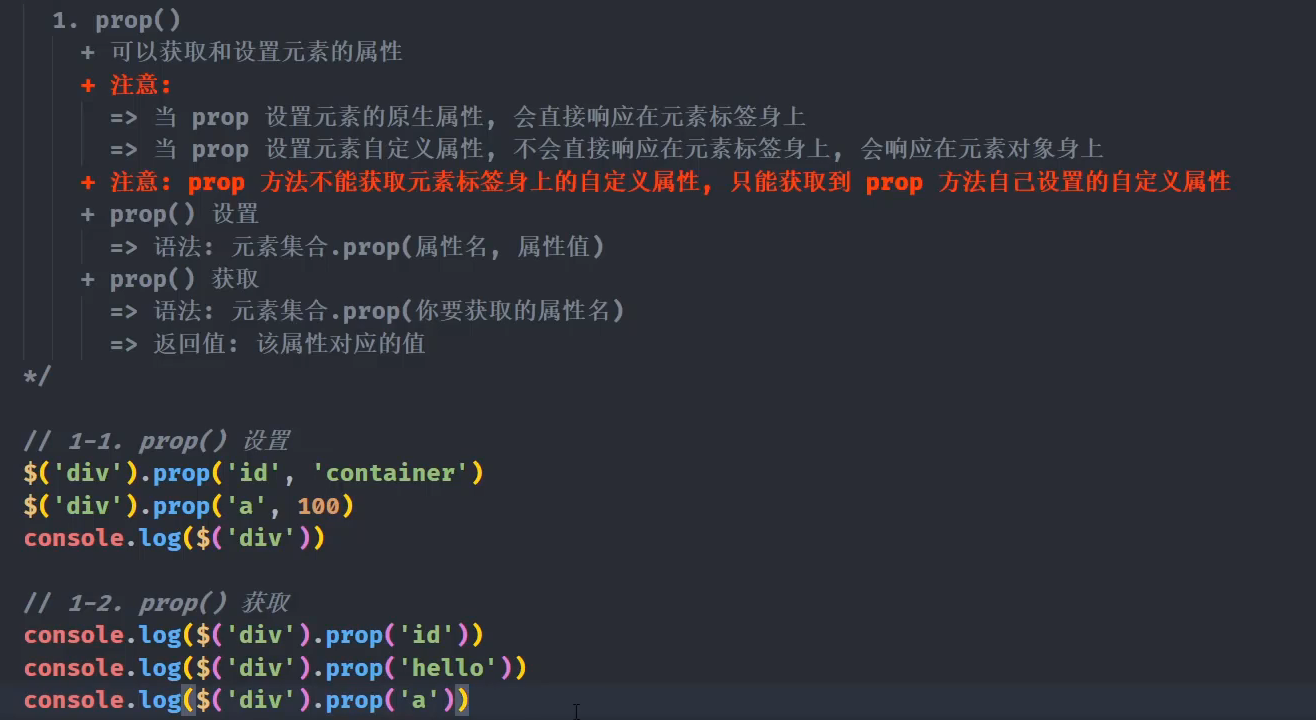 1. prop()
+ 可以获取和设置元素的属性
+ 注意:
=> 当 prop 设置元素的原生属性, 会直接响应在元素标签身上
=> 当 prop 设置元素自定义属性, 不会直接响应在元素标签身上, 会响应在元素对象身上
+ 注意: prop 方法不能获取元素标签身上的自定义属性, 只能获取到 prop 方法自己设置的自定义属性
+ prop() 设置
=> 语法: 元素集合.prop(属性名, 属性值)
+ prop() 获取
=> 语法: 元素集合.prop(你要获取的属性名)
=> 返回值: 该属性对应的值
*/
// 1-1. prop() 设置
$('div').prop('id', 'container')
$('div').prop('a', 100)
console.log($('div'))
// 1-2. prop() 获取
console.log($('div').prop('id'))
console.log($('div').prop('hello'))
console.log($('div').prop('a'))